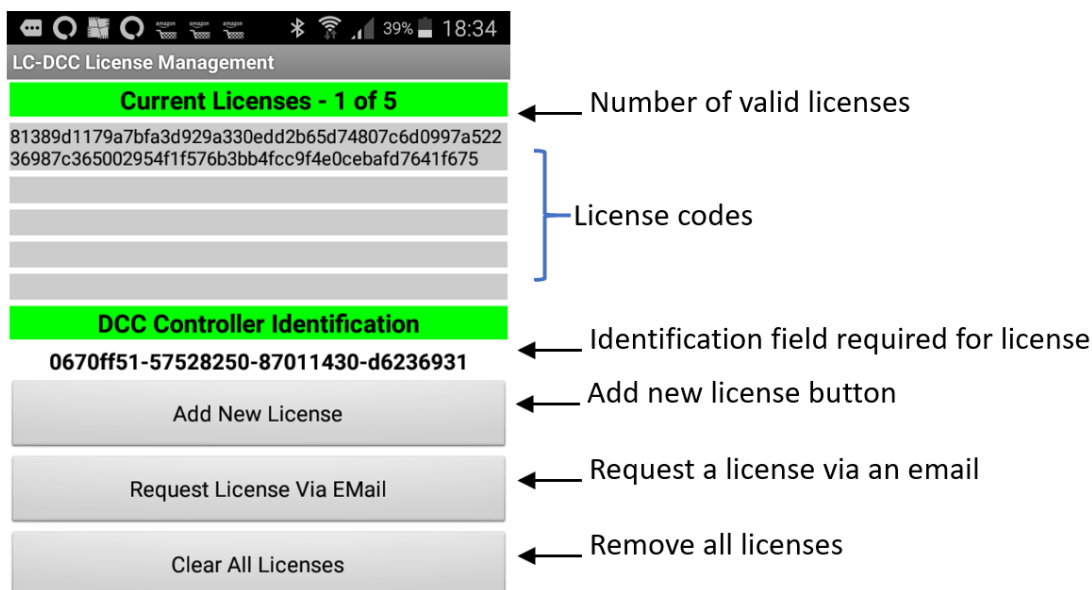 39% 18:34
LC-DCC License Management
Current Licenses - 1 of 5
Number of valid licenses
81389d1179a7bfa3d929a330edd2b65d74807c6d0997a522
36987c365002954f1f576b3bb4fcc9f4e0cebafd7641f675
License codes
DCC Controller Identification
Identification field required for license
0670ff51-57528250-87011430-d6236931
Add New License
Add new license button
Request License Via EMail
Request a license via an email
Clear All Licenses
Remove all licenses